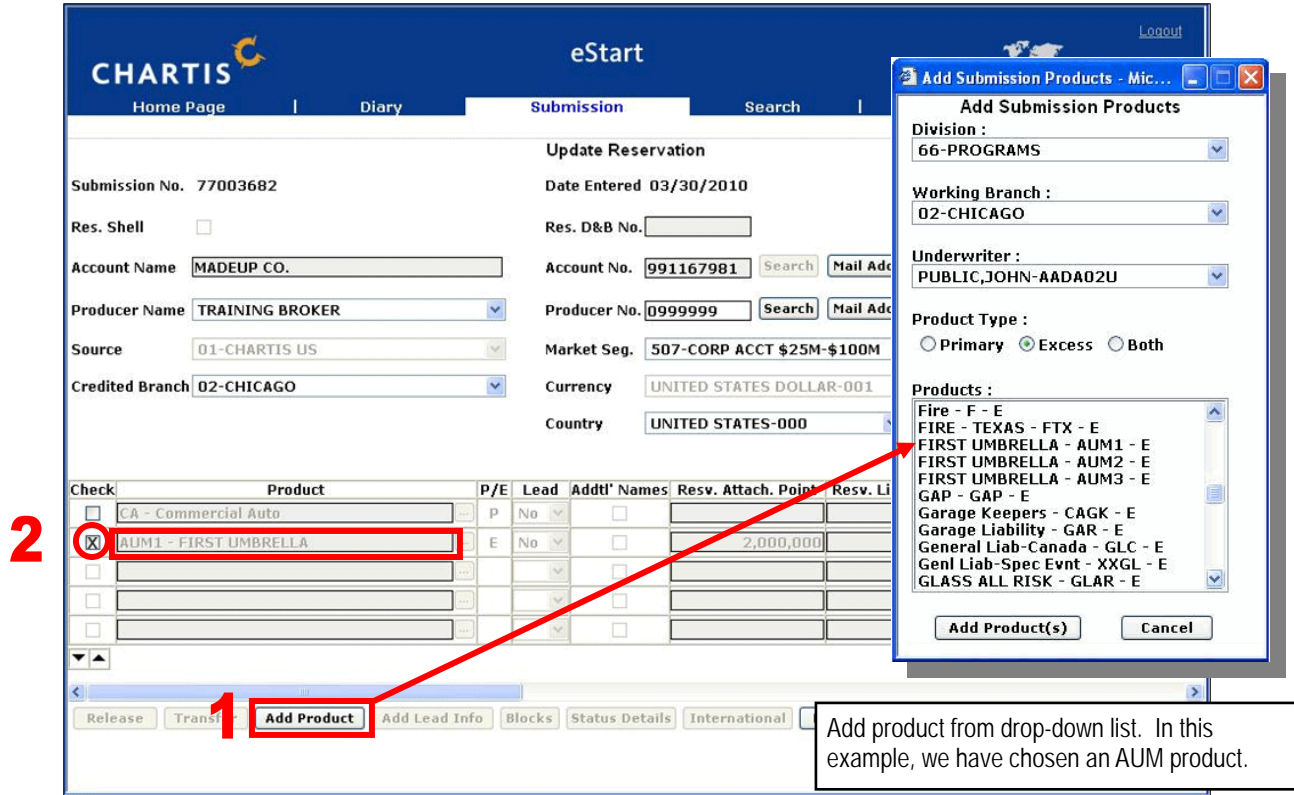 Logout
CHARTIS
eStart
Home Page | Diary Submission Search |
Update Reservation
Submission No. 77003682 Date Entered 03/30/2010
Res. Shell Res. D&B No.
Account Name MADEUP CO. Account No. 991167981 Search
Producer Name TRAINING BROKER Producer No. 0999999 Search Mail
Source 01-CHARTIS US Market Seg. 507-CORP ACCT $25M-$100M
Credited Branch 02-CHICAGO Currency UNITED STATES DOLLAR-001
Country UNITED STATES-000
Check Product P/E Lead Addtl' Names Resv. Attach. Point Resv.
CA - Commercial Auto ... P No
2
X AUM1 - FIRST UMBRELLA E No 2,000,000
...
...
...
1
Release Transfer Add Product Add Lead Info Blocks Status Details International
Add Submission Products - Mic...
Add Submission Products
Division :
66-PROGRAMS
Working Branch :
02-CHICAGO
Underwriter :
PUBLIC,JOHN-AADA02U
Product Type :
Primary Excess Both
Products :
Fire - F - E
FIRE - TEXAS - FTX - E
FIRST UMBRELLA - AUM1 - E
FIRST UMBRELLA - AUM2 - E
FIRST UMBRELLA - AUM3 - E
GAP - GAP - E
Garage Keepers - CAGK - E
Garage Liability - GAR - E
General Liab-Canada - GLC - E
Genl Liab-Spec Evnt - XXGL - E
GLASS ALL RISK - GLAR - E
Add Product(s) Cancel
Add product from drop-down list. In this
example, we have chosen an AUM product.